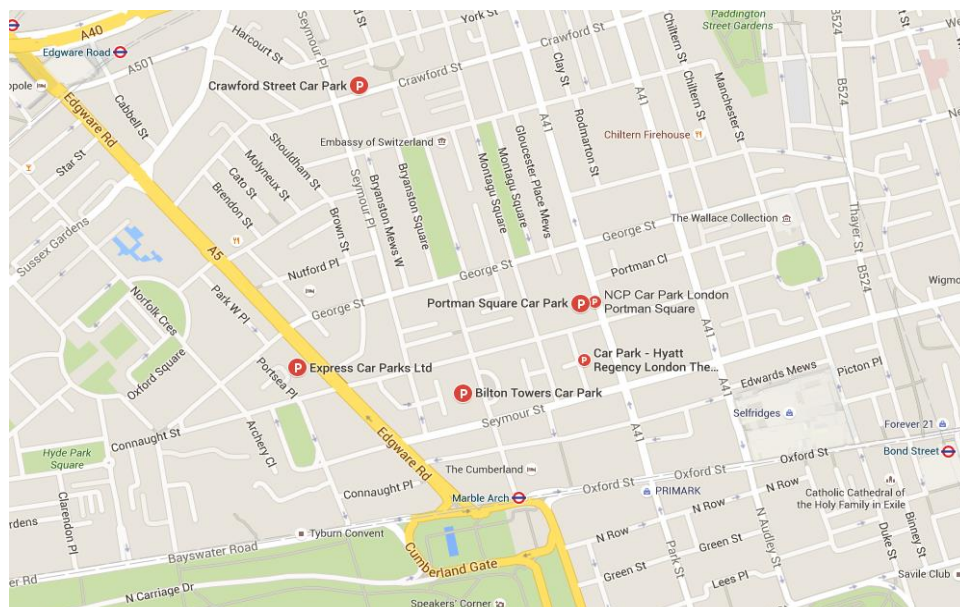 A40
Edgware Road
A501
Harcourt St
Seymour Pl
York St
Crawford St
Crawford St
Clay St
A41
Chiltern St
Chiltern St
Paddington
Street Gardens
B524
Crawford Street Car Park
Edgware Rd
Cabbell St
Star St
Embassy of Switzerland
Rodmarton St
Chiltern Firehouse
Manchester St
A41
B524
Shouldham St
Molyneux St
Cato St
Brendon St
Brown St
Seymour Pl
Bryanston Mews W
Bryanston Square
Montagu Square
Montagu Square
Gloucester Place Mews
The Wallace Collection
Thayer St
B524
Sussex Gardens
A5
Nutford Pl
George St
George St
George St
Portman Cl
Norfolk Cres
Park W Pl
Portman Square Car Park
NCP Car Park London
Portman Square
A41
Oxford Square
Portsea Pl
Express Car Parks Ltd
Car Park - Hyatt
Regency London The...
Bilton Towers Car Park
Edwards Mews
Picton Pl
A41
A41
Seymour St
Selfridges
Forever 21
Connaught St
Archery Cl
Edgware Rd
Hyde Park
Square
The Cumberland
Oxford St
Oxford St
Oxford St
Bond Street
Connaught Pl
Marble Arch
PRIMARK
N Row
N Row
Catholic Cathedral of
the Holy Family in Exile
Clarendon Pl
Bayswater Road
Tyburn Convent
Cumberland Gate
Green St
Green St
Park St
N Audley St
Lees Pl
Duke St
Binney St
Savile Club
N Carriage Dr
Speakers' Corner